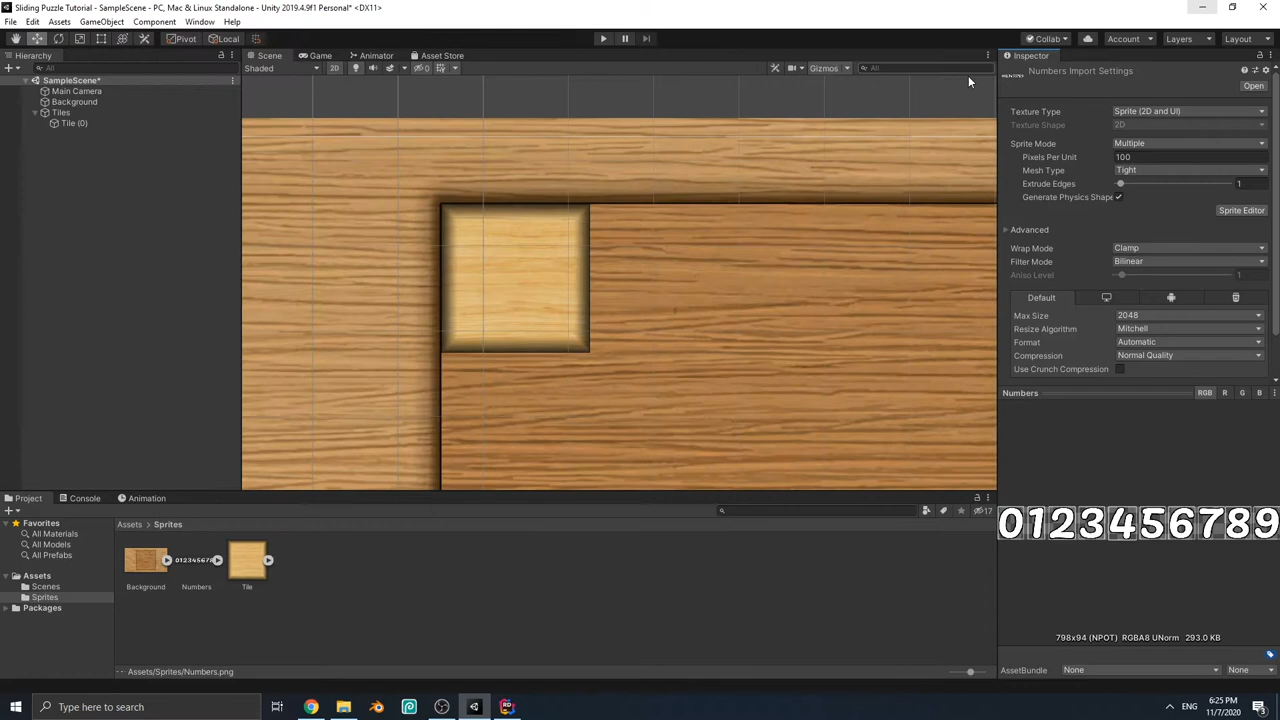 Sliding Puzzle Tutorial - SampleScene - PC, Mac & Linux Standalone - Unity 2019.4.9f1 Personal* <DX11>
File Edit Assets GameObject Component Window Help
Pivot Local Collab Account Layers Layout
Hierarchy
Scene Game Animator Asset Store
Inspector
All
Shaded 2D 0 Gizmos All
SampleScene*
Main Camera
Background
Tiles
Tile (0)
Numbers Import Settings
Open
Texture Type Sprite (2D and UI)
Texture Shape 2D
Sprite Mode Multiple
Pixels Per Unit 100
Mesh Type Tight
Extrude Edges 1
Generate Physics Shape
Sprite Editor
Advanced
Wrap Mode Clamp
Filter Mode Bilinear
Aniso Level 1
Default
Max Size 2048
Resize Algorithm Mitchell
Format Automatic
Compression Normal Quality
Use Crunch Compression
Numbers RGB R G B
0123456789
798x94 (NPOT) RGBA8 UNorm 293.0 KB
AssetBundle None None
Project Console Animation
17
Favorites
All Materials
All Models
All Prefabs
Assets
Scenes
Sprites
Packages
Assets > Sprites
012345678
Background Numbers Tile
Assets/Sprites/Numbers.png
Type here to search
ENG
6:25 PM
11/7/2020
3